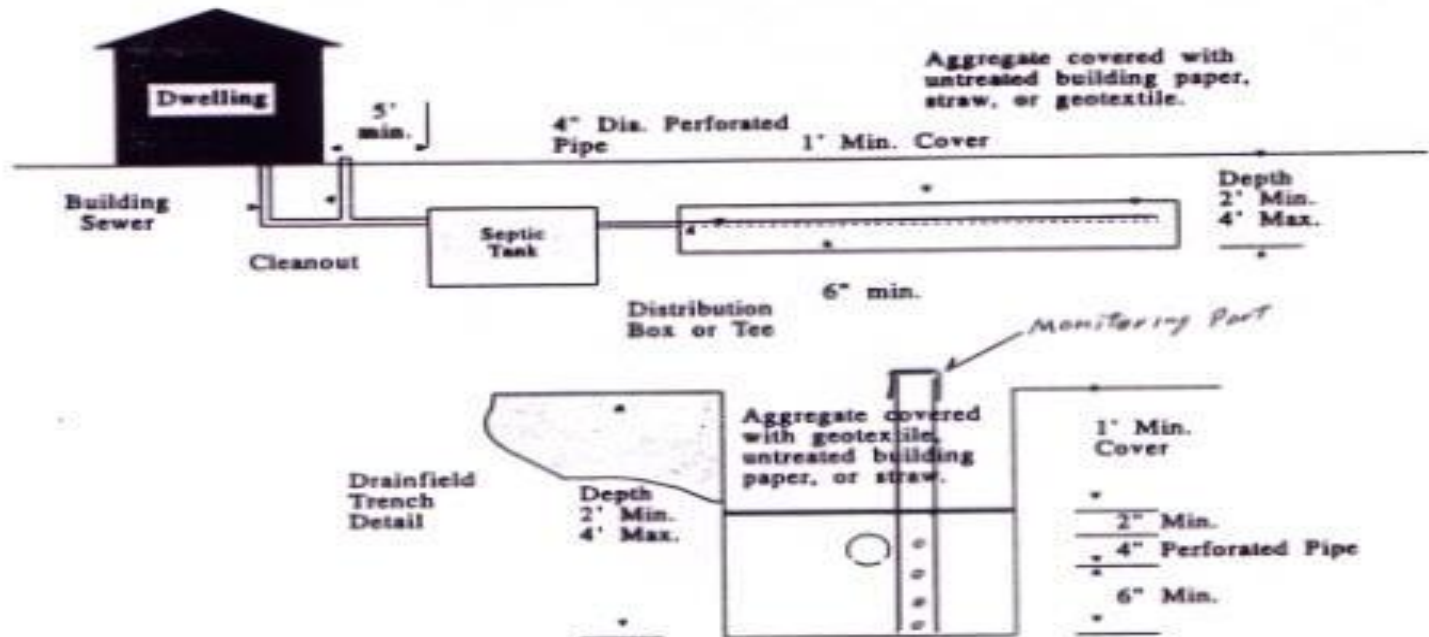 Dwelling
5'
min.
Aggregate covered with
untreated building paper,
straw, or geotextile.
4" Dia. Perforated
Pipe
1' Min. Cover
Building
Sewer
Cleanout
Septic
Tank
Depth
2' Min.
4' Max.
6" min.
Distribution
Box or Tee
Monitoring Port
Aggregate covered
with geotextile,
untreated building
paper, or straw.
1' Min.
Cover
Drainfield
Trench
Detail
Depth
2' Min.
4' Max.
2" Min.
4" Perforated Pipe
6" Min.